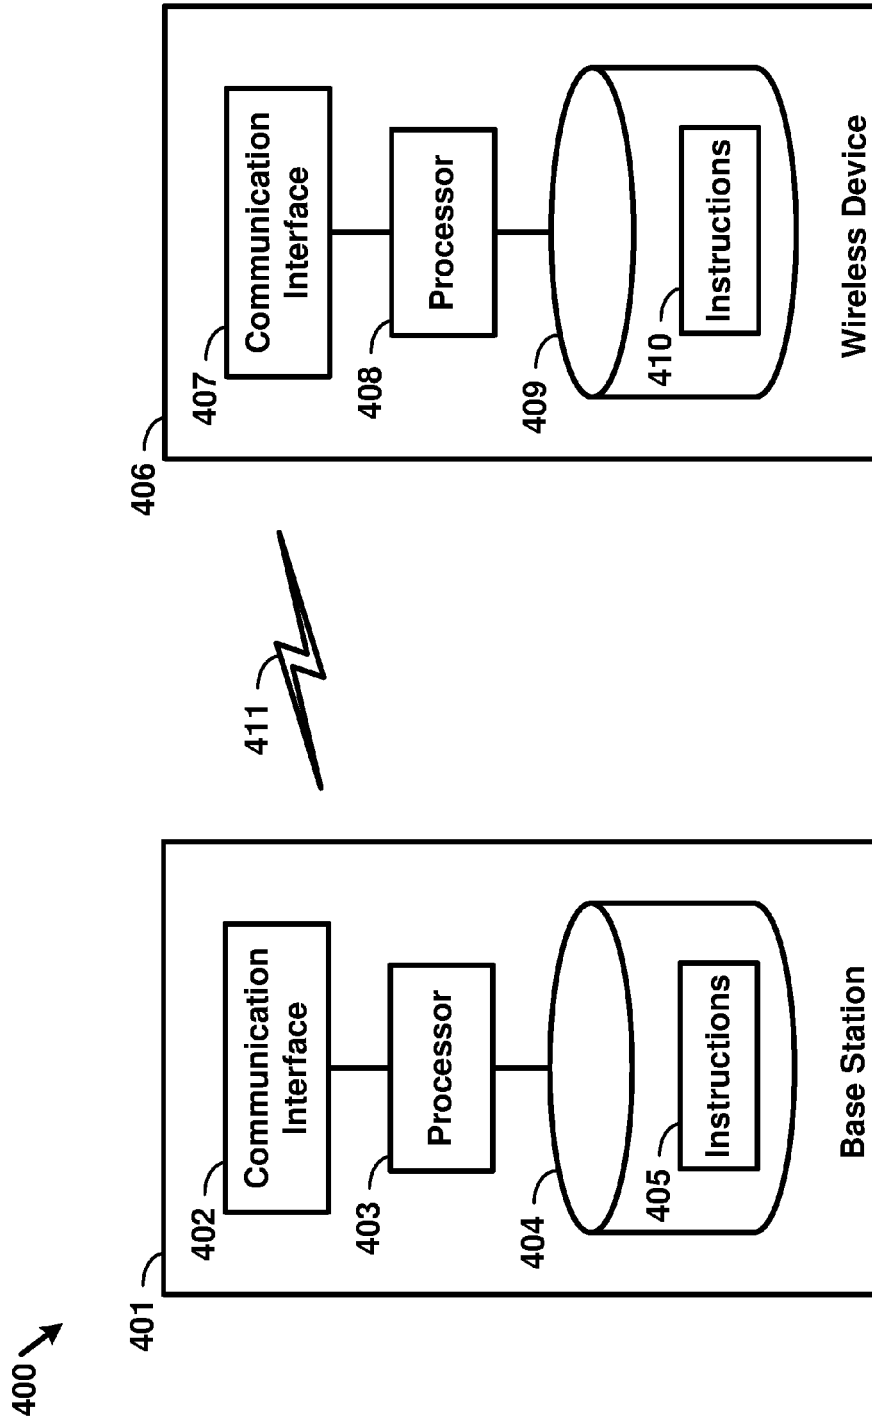 400
401
402
Communication
Interface
403
Processor
404
405
Instructions
Base Station
411
406
407
Communication
Interface
408
Processor
409
410
Instructions
Wireless Device